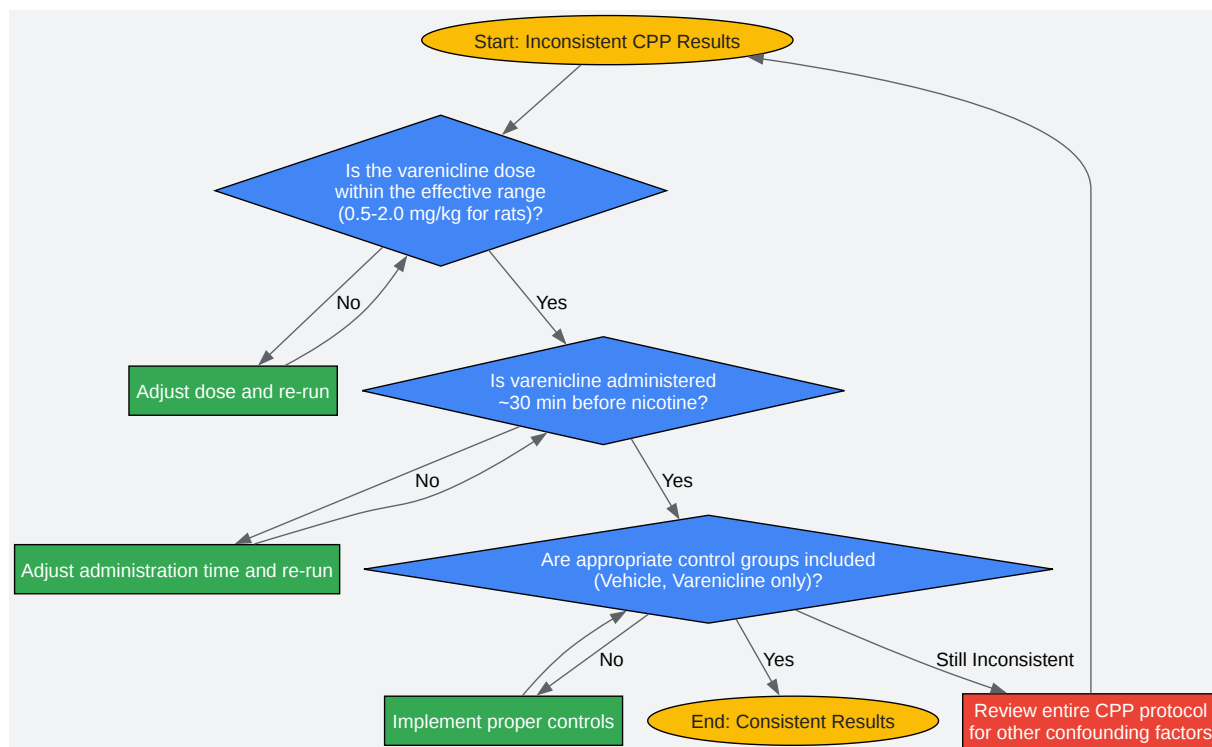 Start: Inconsistent CPP Results
Is the varenicline dose
within the effective range
(0.5-2.0 mg/kg for rats)?
No
Yes
Adjust dose and re-run
Is varenicline administered
~30 min before nicotine?
No
Yes
Adjust administration time and re-run
Are appropriate control groups included
(Vehicle, Varenicline only)?
No
Yes
Still Inconsistent
Implement proper controls
End: Consistent Results
Review entire CPP protocol
for other confounding factors